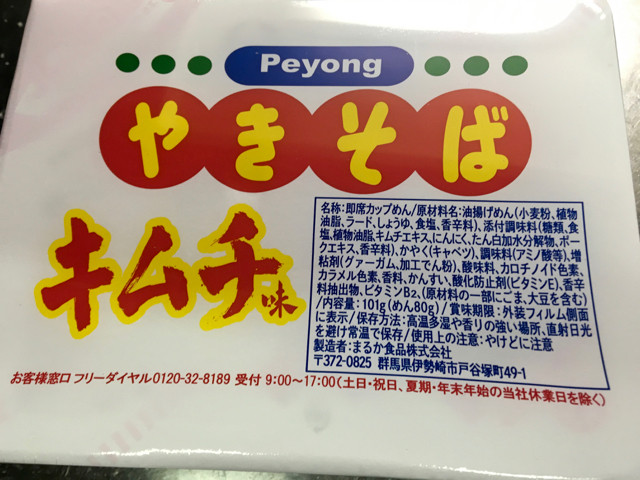 Peyong
やきそば
キムチ味
名称:即席カップめん/原材料名:油揚げめん(小麦粉、植物
油脂、ラード、しょうゆ、食塩、香辛料)、添付調味料(糖類、食
塩、植物油脂、キムチエキス、にんにく、たん白加水分解物、ポー
クエキス、香辛料)、かやく(キャベツ)、調味料(アミノ酸等)、増
粘剤(グァーガム、加工でん粉)、酸味料、カロチノイド色素、
カラメル色素、香料、かんすい、酸化防止剤(ビタミンE)、香辛
料抽出物、ビタミンB₂、(原材料の一部にごま、大豆を含む)
/内容量:101g(めん80g)/賞味期限:外装フィルム側面
に表示/保存方法:高温多湿や香りの強い場所、直射日光
を避け常温で保存/使用上の注意:やけどに注意
製造者:まるか食品株式会社
〒372-0825 群馬県伊勢崎市戸谷塚町49-1
お客様窓口 フリーダイヤル0120-32-8189 受付 9:00〜17:00(土日・祝日、夏期・年末年始の当社休業日を除く)